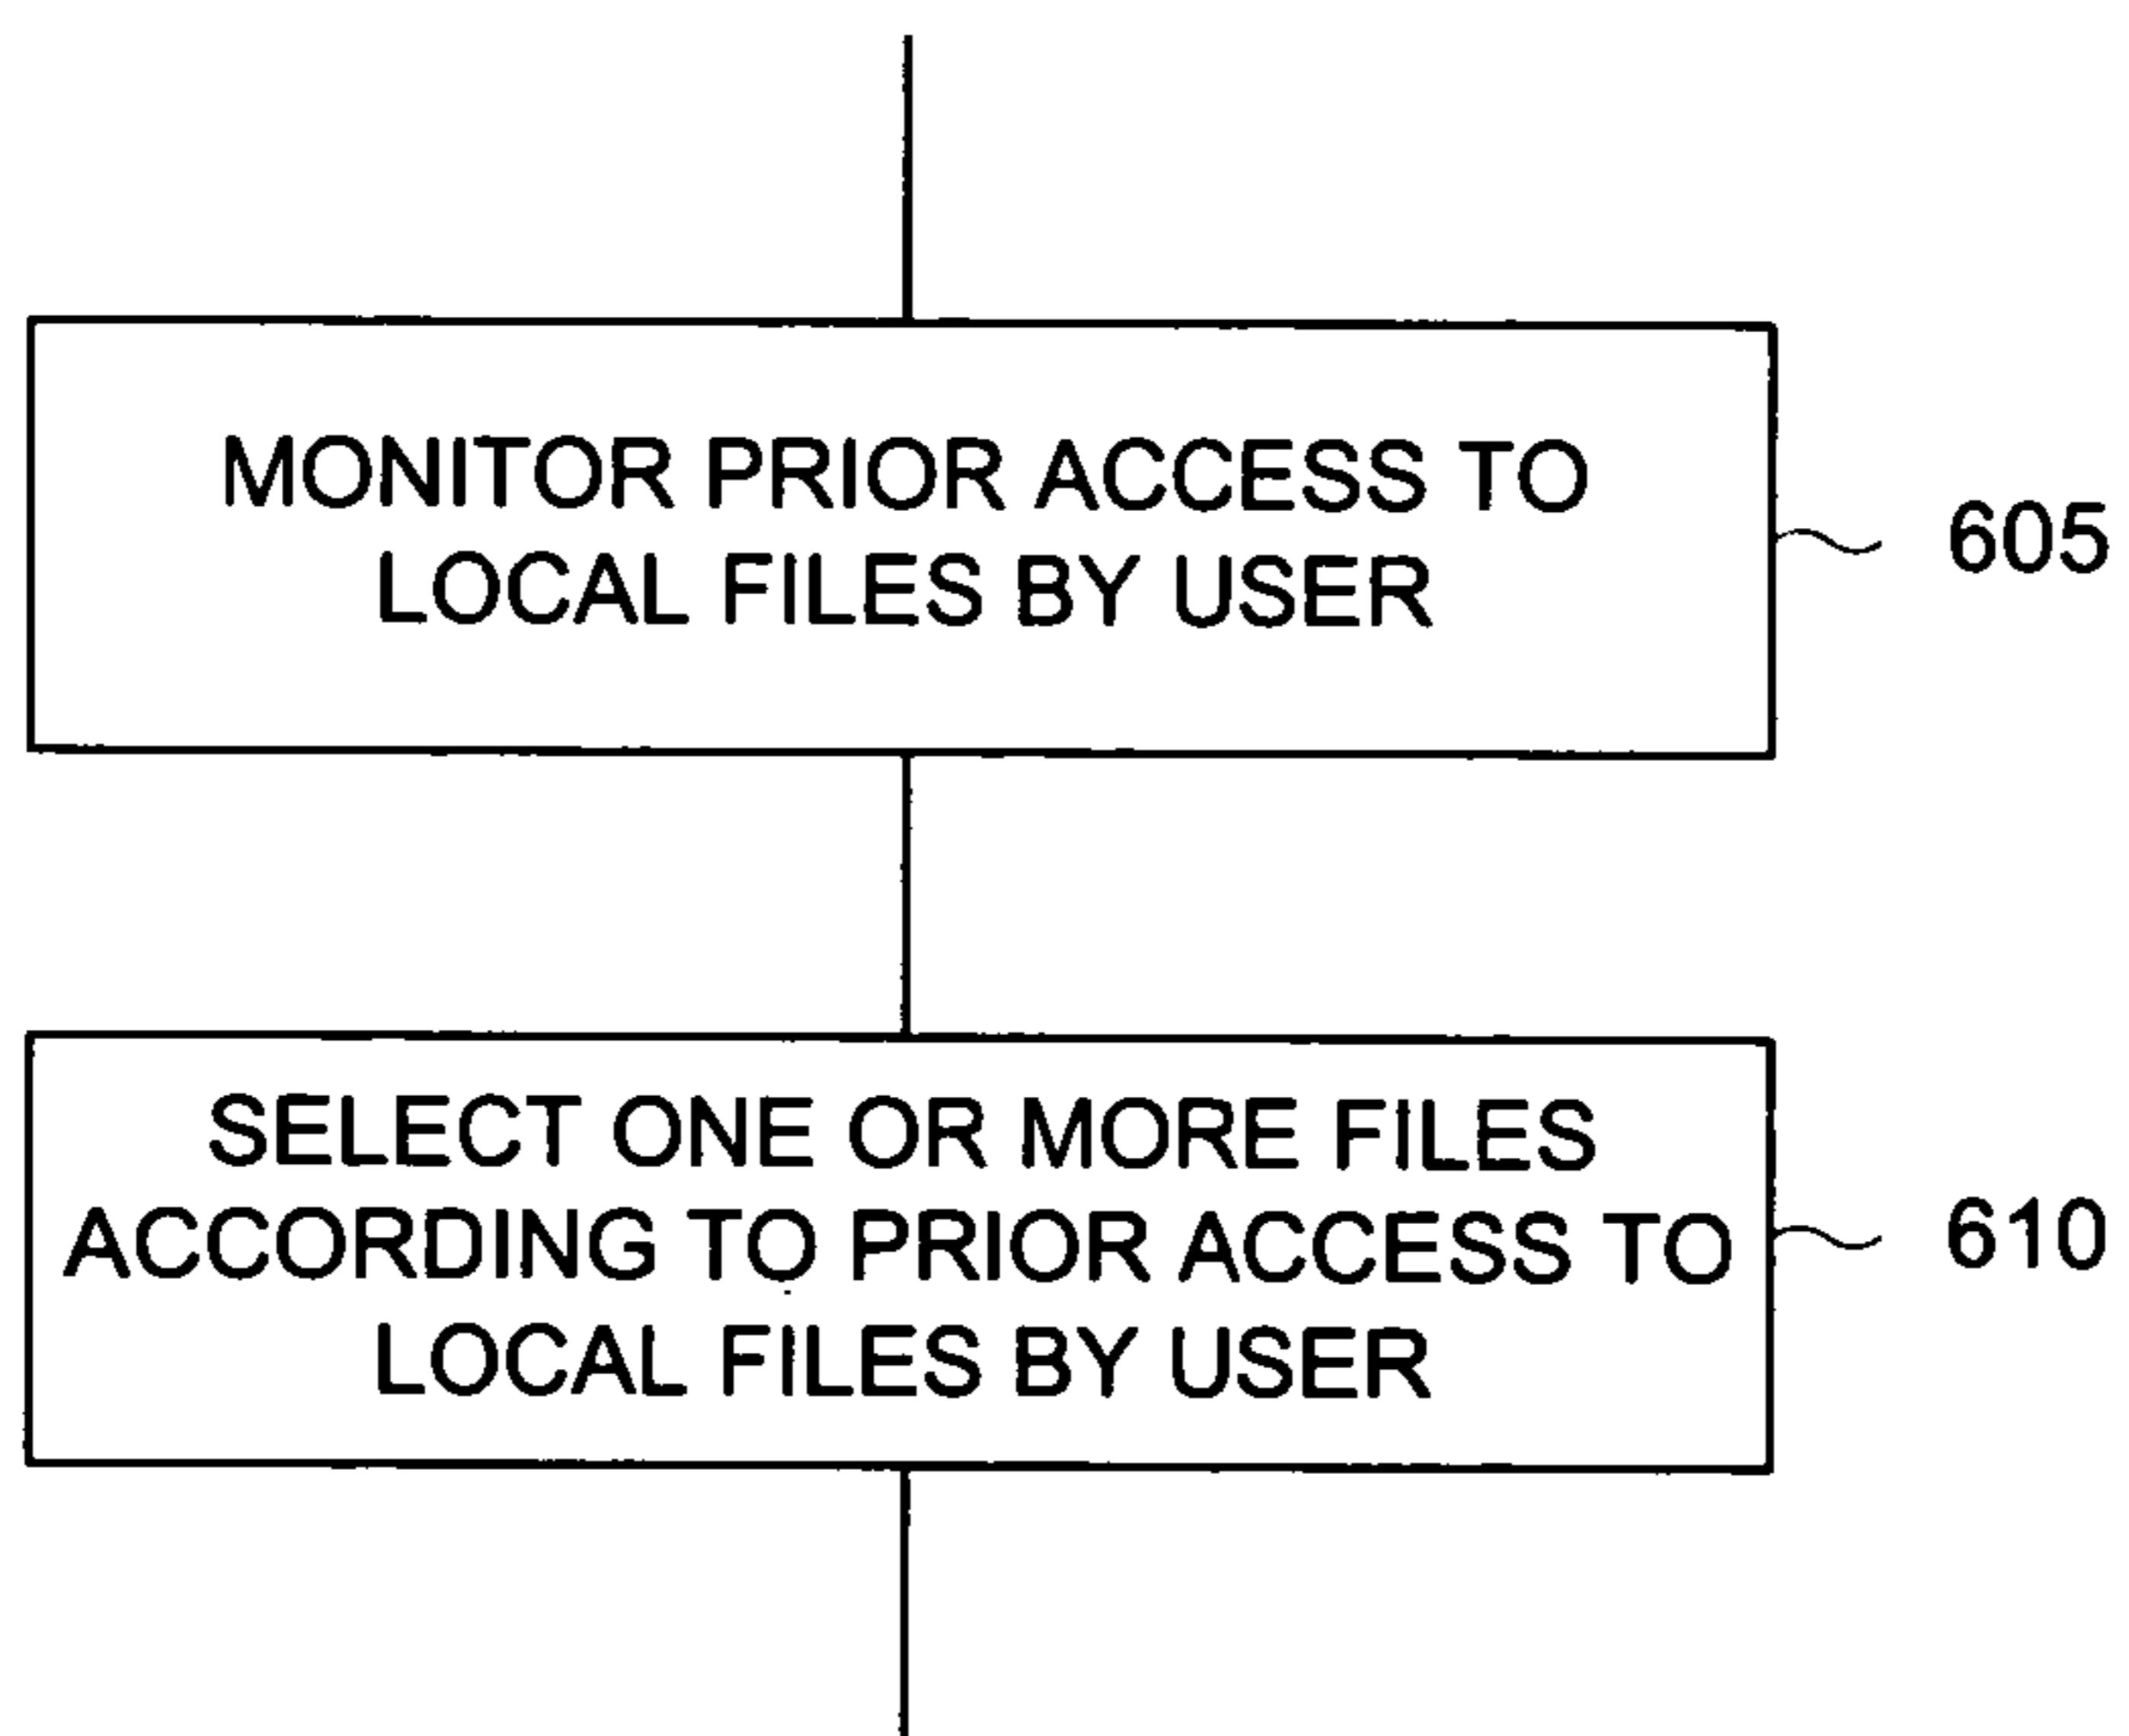 MONITOR PRIOR ACCESS TO
LOCAL FILES BY USER
605
SELECT ONE OR MORE FILES
ACCORDING TO PRIOR ACCESS TO
LOCAL FILES BY USER
610